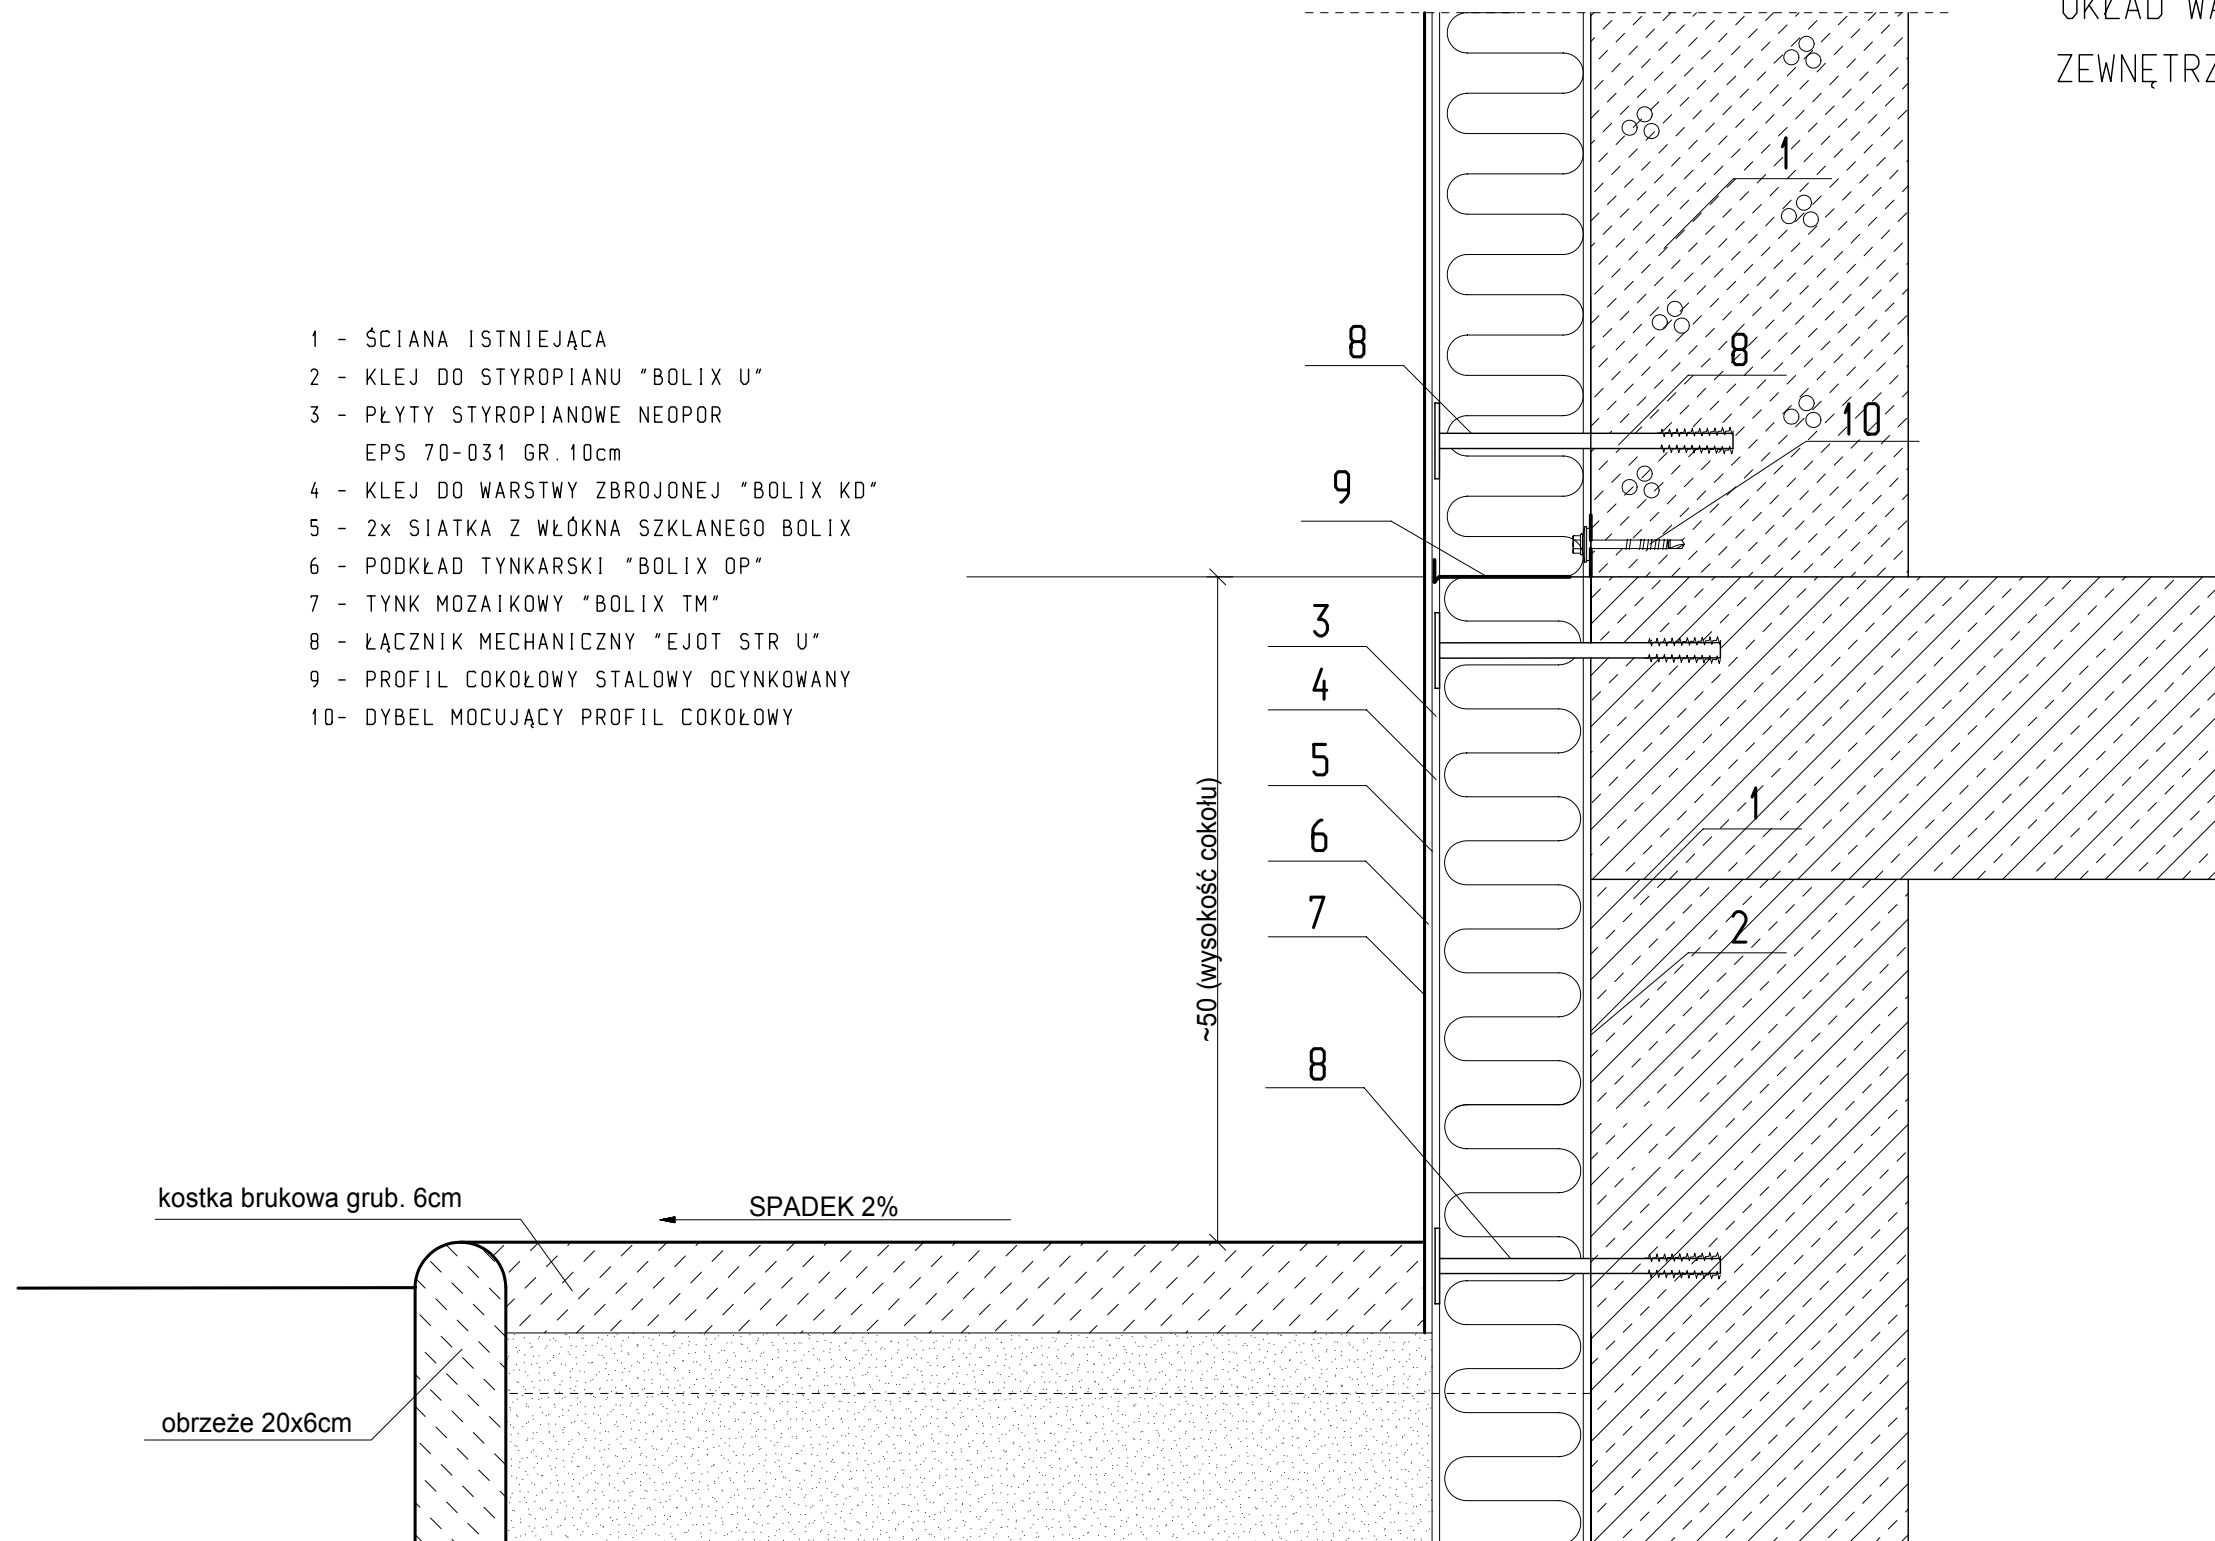 UKŁAD
ZEWNĘTRZ
1 - ŚCIANA ISTNIEJĄCA
2 - KLEJ DO STYROPIANU "BOLIX U"
3 - PŁYTY STYROPIANOWE NEOPOR
EPS 70-031 GR.10cm
4 - KLEJ DO WARSTWY ZBROJONEJ "BOLIX KD"
5 - 2x SIATKA Z WŁÓKNA SZKLANEGO BOLIX
6 - PODKŁAD TYNKARSKI "BOLIX OP"
7 - TYNK MOZAIKOWY "BOLIX TM"
8 - ŁĄCZNIK MECHANICZNY "EJOT STR U"
9 - PROFIL COKOŁOWY STALOWY OCYNKOWANY
10- DYBEL MOCUJĄCY PROFIL COKOŁOWY
1
8
8
10
9
3
4
5
1
6
7
2
8
~50 (wysokość cokołu)
kostka brukowa grub. 6cm
SPADEK 2%
obrzeże 20x6cm